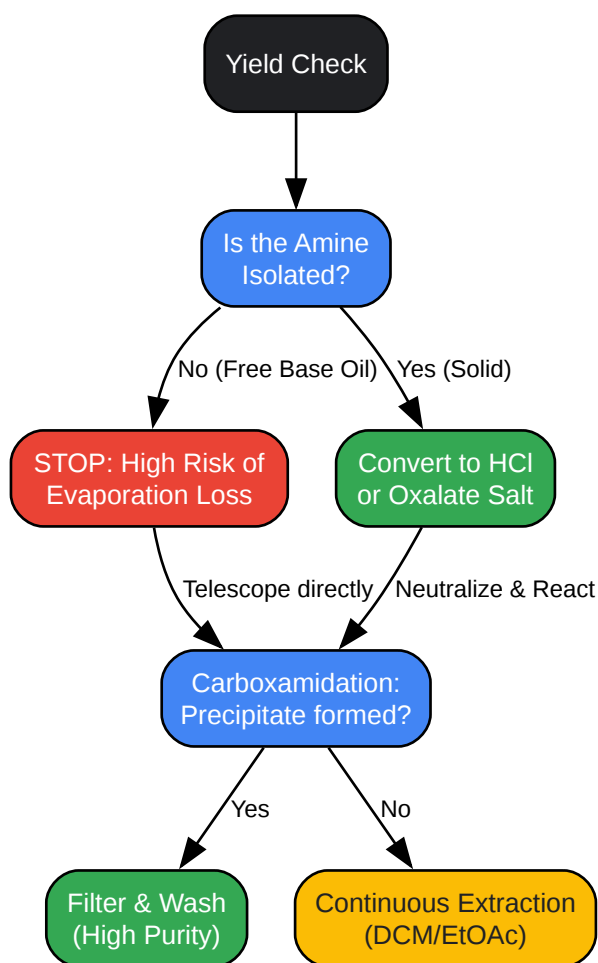 Yield Check
Is the Amine
Isolated?
No (Free Base Oil)
Yes (Solid)
STOP: High Risk of
Evaporation Loss
Convert to HCl
or Oxalate Salt
Telescope directly
Neutralize & React
Carboxamidation:
Precipitate formed?
Yes
No
Filter & Wash
(High Purity)
Continuous Extraction
(DCM/EtOAc)